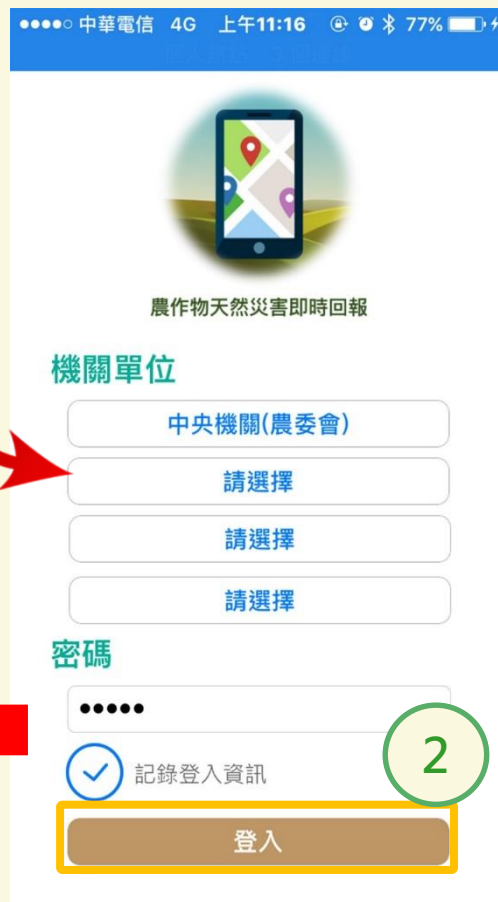 中華電信 4G 上午11:16 77%
農作物天然災害即時回報
機關單位
中央機關(農委會)
請選擇
請選擇
請選擇
密碼
•••••
記錄登入資訊
2
登入